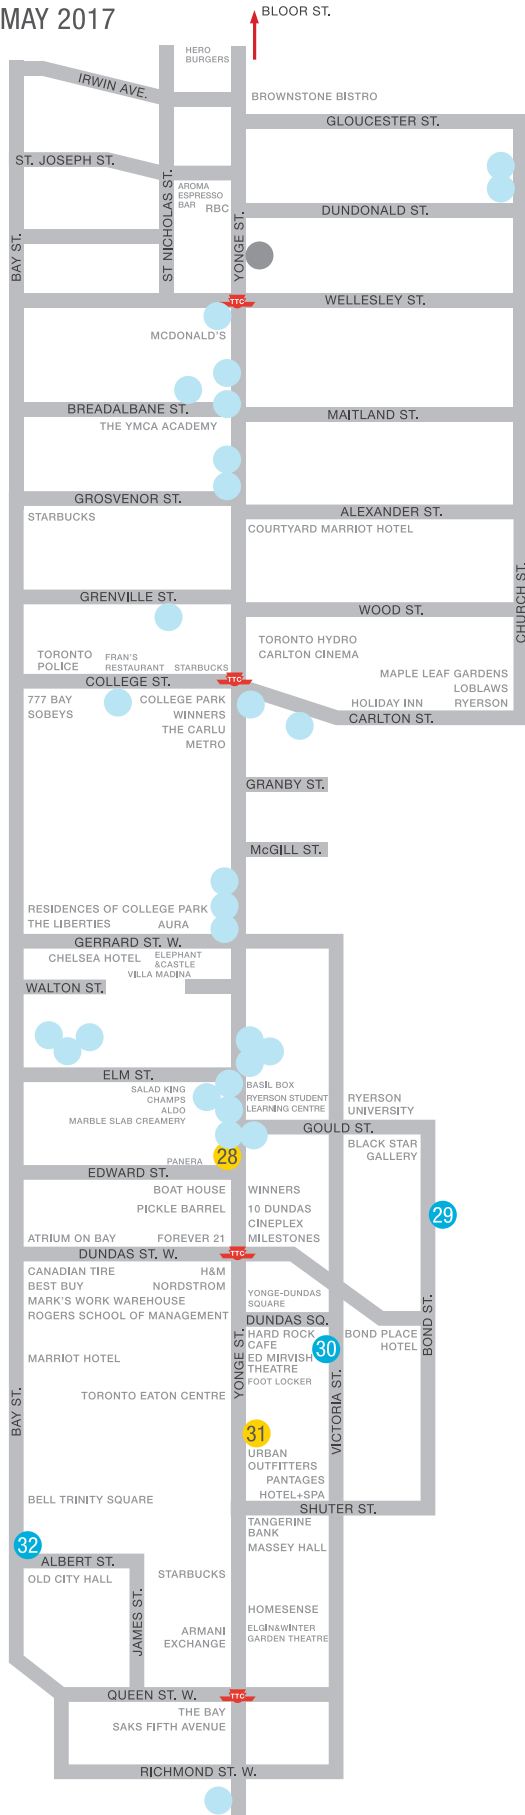 MAY 2017
BLOOR ST.
HERO
BURGERS
IRWIN AVE.
BROWNSTONE BISTRO
GLOUCESTER ST.
ST. JOSEPH ST.
ST NICHOLAS ST.
AROMA
ESPRESSO
BAR
RBC
DUNDONALD ST.
BAY ST.
YONGE ST.
TTC
WELLESLEY ST.
MCDONALD'S
BREADALBANE ST.
MAITLAND ST.
THE YMCA ACADEMY
GROSVENOR ST.
STARBUCKS
ALEXANDER ST.
COURTYARD MARRIOT HOTEL
GRENVILLE ST.
WOOD ST.
CHURCH ST.
TORONTO HYDRO
CARLTON CINEMA
TORONTO
POLICE
FRAN'S
RESTAURANT
STARBUCKS
COLLEGE ST.
TTC
MAPLE LEAF GARDENS
LOBLAWS
HOLIDAY INN
RYERSON
CARLTON ST.
777 BAY
SOBEYS
COLLEGE PARK
WINNERS
THE CARLU
METRO
GRANBY ST.
McGILL ST.
RESIDENCES OF COLLEGE PARK
THE LIBERTIES
AURA
GERRARD ST. W.
CHELSEA HOTEL
ELEPHANT
&CASTLE
VILLA MADINA
WALTON ST.
ELM ST.
SALAD KING
CHAMPS
ALDO
MARBLE SLAB CREAMERY
BASIL BOX
RYERSON STUDENT
LEARNING CENTRE
RYERSON
UNIVERSITY
GOULD ST.
BLACK STAR
GALLERY
PANERA
28
EDWARD ST.
BOAT HOUSE
WINNERS
PICKLE BARREL
10 DUNDAS
CINEPLEX
29
ATRIUM ON BAY
FOREVER 21
MILESTONES
DUNDAS ST. W.
TTC
CANADIAN TIRE
H&M
BEST BUY
NORDSTROM
MARK'S WORK WAREHOUSE
ROGERS SCHOOL OF MANAGEMENT
YONGE-DUNDAS
SQUARE
DUNDAS SQ.
BOND ST.
HARD ROCK
CAFE
ED MIRVISH
THEATRE
FOOT LOCKER
30
BOND PLACE
HOTEL
MARRIOT HOTEL
YONGE ST.
VICTORIA ST.
BAY ST.
TORONTO EATON CENTRE
31
URBAN
OUTFITTERS
PANTAGES
HOTEL+SPA
BELL TRINITY SQUARE
SHUTER ST.
TANGERINE
BANK
MASSEY HALL
32
ALBERT ST.
OLD CITY HALL
STARBUCKS
JAMES ST.
HOMESENSE
ARMANI
EXCHANGE
ELGIN&WINTER
GARDEN THEATRE
QUEEN ST. W.
TTC
THE BAY
SAKS FIFTH AVENUE
RICHMOND ST. W.